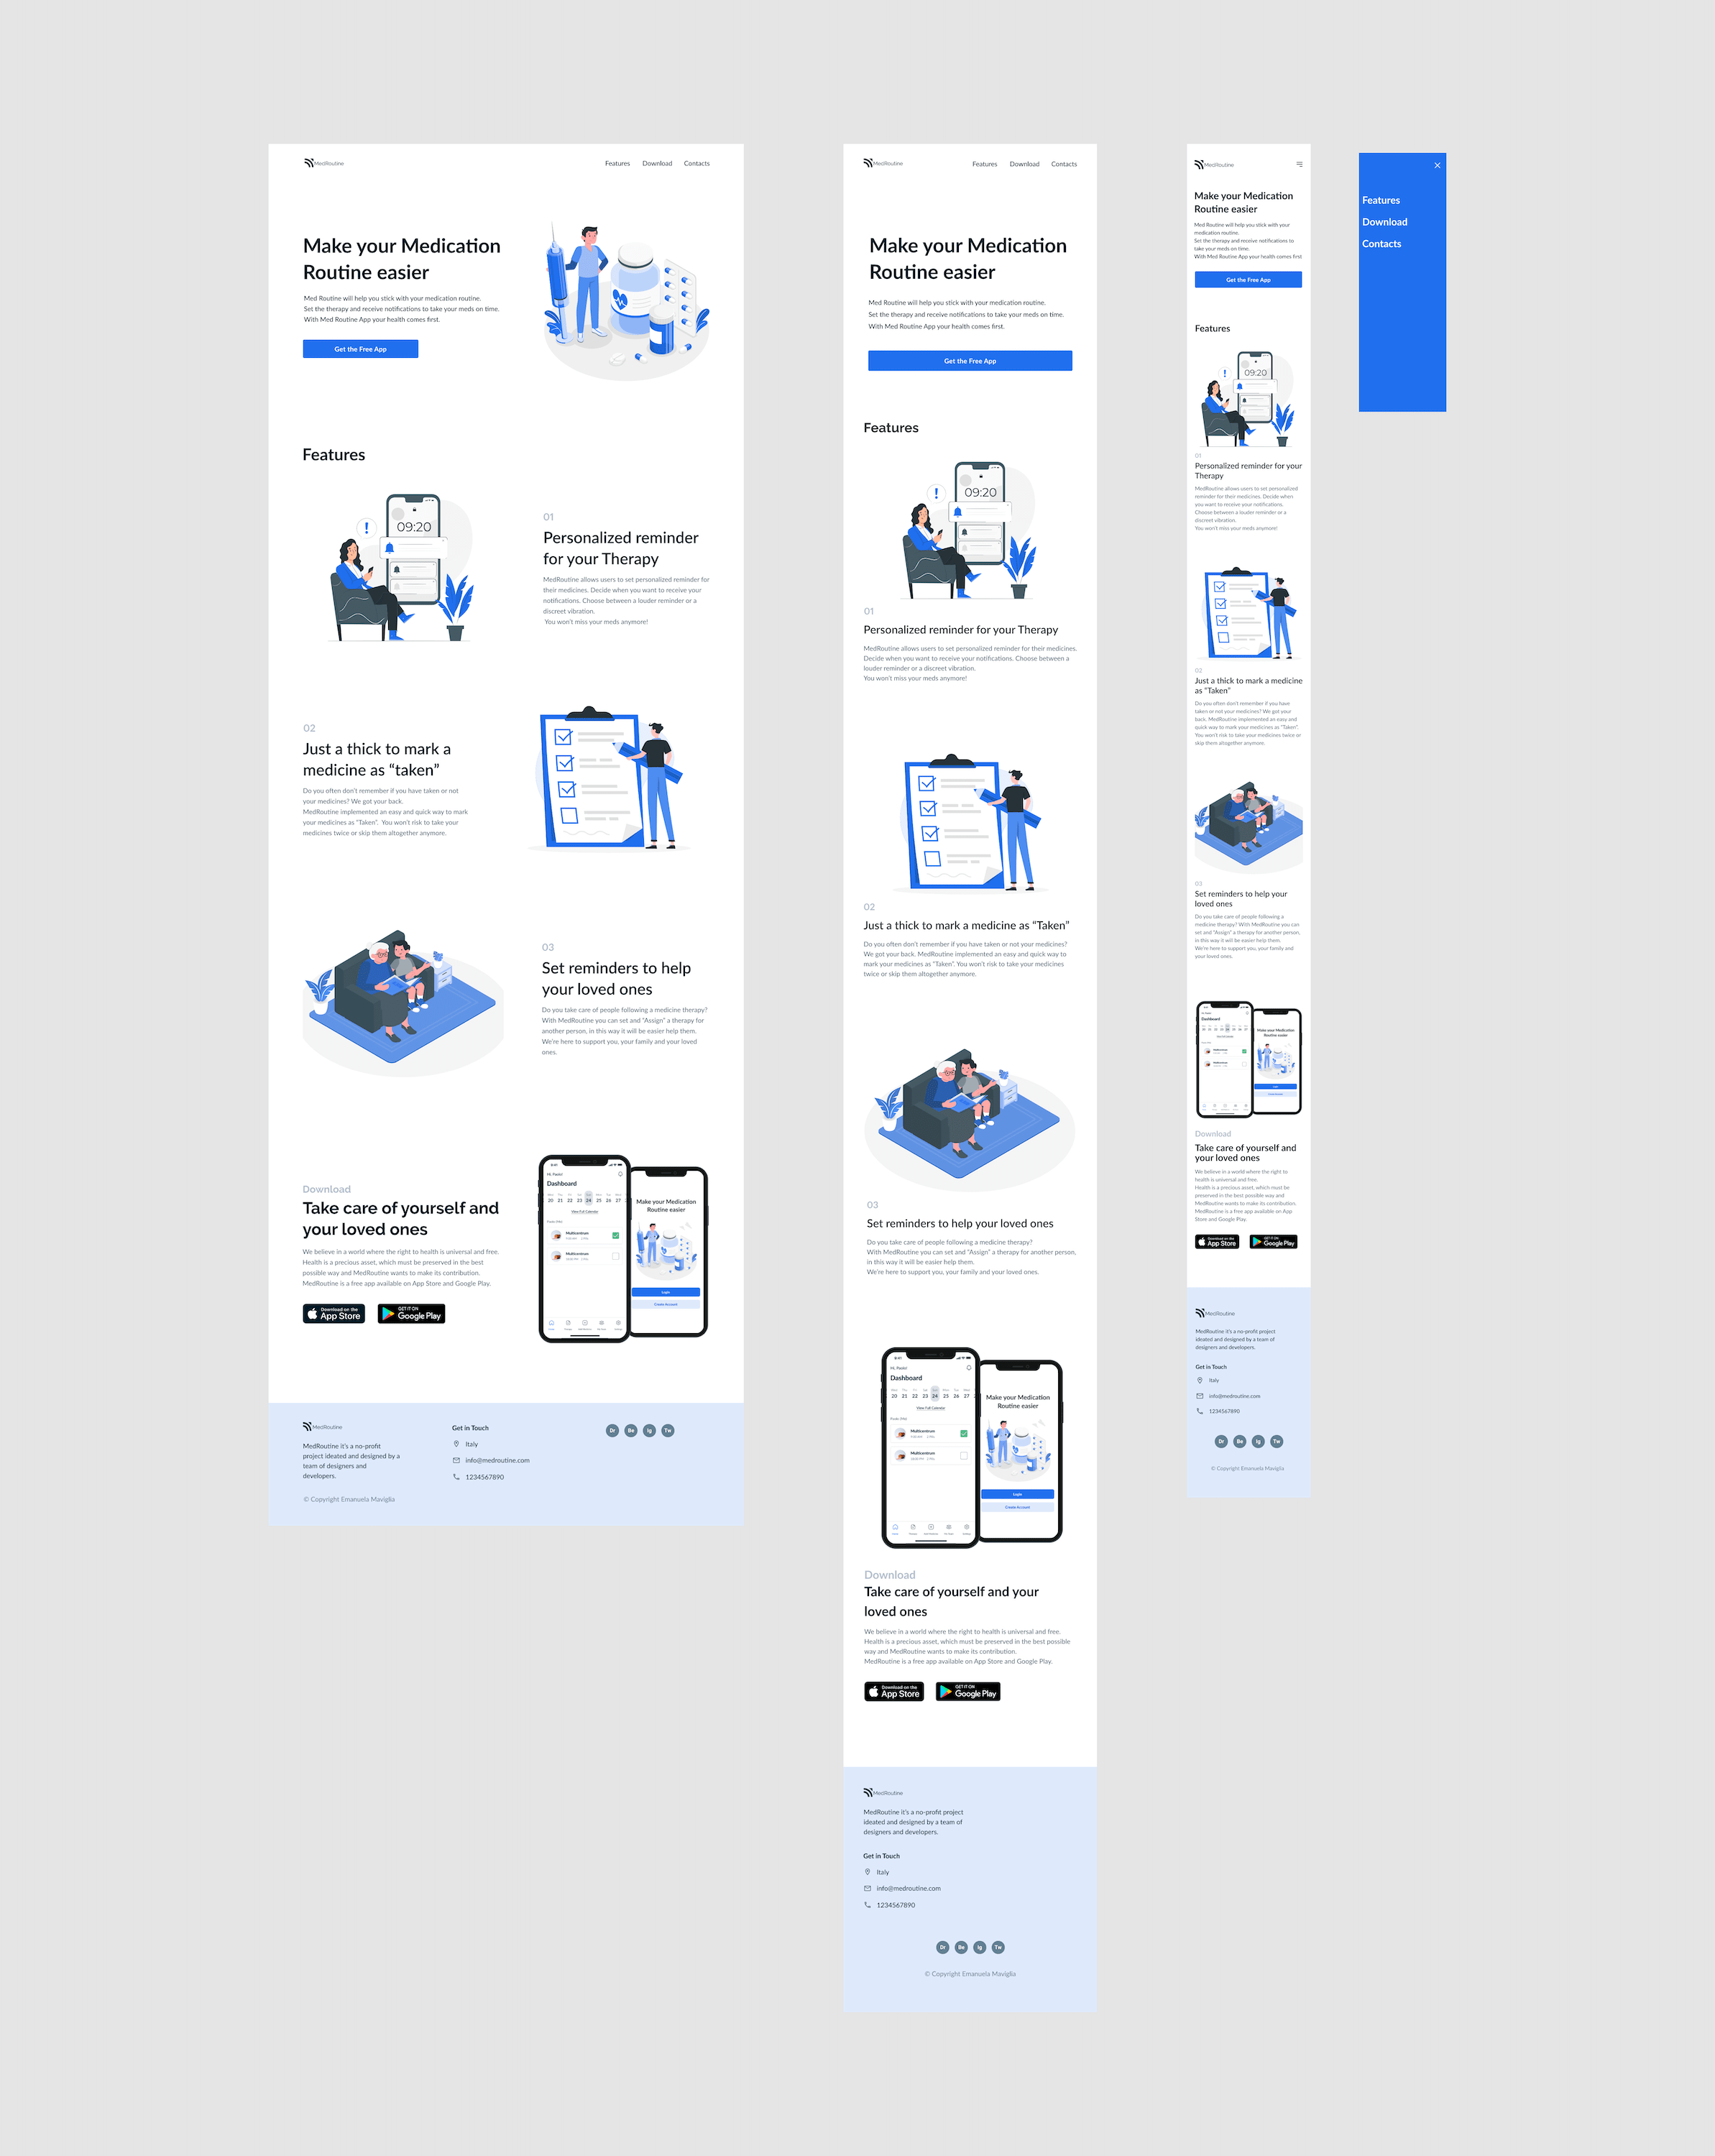 MedRoutine
Features Download Contacts
Make your Medication
Routine easier
Med Routine will help you stick with your medication routine.
Set the therapy and receive notifications to take your meds on time.
With Med Routine App your health comes first.
Get the Free App
Features
09:20
!
01
Personalized reminder
for your Therapy
MedRoutine allows users to set personalized reminder for
their medicines. Decide when you want to receive your
notifications. Choose between a louder reminder or a
discreet vibration.
You won't miss your meds anymore!
02
Just a thick to mark a
medicine as “taken”
Do you often don't remember if you have taken or not
your medicines? We got your back.
MedRoutine implemented an easy and quick way to mark
your medicines as “Taken”. You won't risk to take your
medicines twice or skip them altogether anymore.
03
Set reminders to help
your loved ones
Do you take care of people following a medicine therapy?
With MedRoutine you can set and “Assign” a therapy for
another person, in this way it will be easier help them.
We're here to support you, your family and your loved
ones.
Download
Take care of yourself and
your loved ones
We believe in a world where the right to health is universal and free.
Health is a precious asset, which must be preserved in the best
possible way and MedRoutine wants to make its contribution.
MedRoutine is a free app available on App Store and Google Play.
Download on the
App Store
GET IT ON
Google Play
Hi, Paolo!
Dashboard
20 21 22 23 24 25 26 27
View Full Calendar
Multicentrum
Multicentrum
Make your Medication
Routine easier
Login
Create Account
MedRoutine
MedRoutine it's a no-profit
project ideated and designed by a
team of designers and
developers.
© Copyright Emanuela Maviglia
Get in Touch
Italy
info@medroutine.com
1234567890
Dr Be Ig Tw
MedRoutine
Features Download Contacts
Make your Medication
Routine easier
Med Routine will help you stick with your medication routine.
Set the therapy and receive notifications to take your meds on time.
With Med Routine App your health comes first.
Get the Free App
Features
09:20
!
01
Personalized reminder for your Therapy
MedRoutine allows users to set personalized reminder for their medicines.
Decide when you want to receive your notifications. Choose between a
louder reminder or a discreet vibration.
You won't miss your meds anymore!
02
Just a thick to mark a medicine as “Taken”
Do you often don't remember if you have taken or not your medicines?
We got your back. MedRoutine implemented an easy and quick way to
mark your medicines as “Taken”. You won't risk to take your medicines
twice or skip them altogether anymore.
03
Set reminders to help your loved ones
Do you take care of people following a medicine therapy?
With MedRoutine you can set and “Assign” a therapy for another person,
in this way it will be easier help them.
We're here to support you, your family and your loved ones.
Hi, Paolo!
Dashboard
20 21 22 23 24 25 26 27
View Full Calendar
Multicentrum
Multicentrum
Make your Medication
Routine easier
Login
Create Account
Download
Take care of yourself and your
loved ones
We believe in a world where the right to health is universal and free.
Health is a precious asset, which must be preserved in the best possible
way and MedRoutine wants to make its contribution.
MedRoutine is a free app available on App Store and Google Play.
Download on the
App Store
GET IT ON
Google Play
MedRoutine
MedRoutine it's a no-profit project
ideated and designed by a team of
designers and developers.
Get in Touch
Italy
info@medroutine.com
1234567890
Dr Be Ig Tw
© Copyright Emanuela Maviglia
MedRoutine
Make your Medication
Routine easier
Med Routine will help you stick with your
medication routine.
Set the therapy and receive notifications to
take your meds on time.
With Med Routine App your health comes first
Get the Free App
Features
09:20
!
01
Personalized reminder for your
Therapy
MedRoutine allows users to set personalized
reminder for their medicines. Decide when
you want to receive your notifications.
Choose between a louder reminder or a
discreet vibration.
You won't miss your meds anymore!
02
Just a thick to mark a medicine
as “Taken”
Do you often don't remember if you have
taken or not your medicines? We got your
back. MedRoutine implemented an easy and
quick way to mark your medicines as “Taken”.
You won't risk to take your medicines twice or
skip them altogether anymore.
03
Set reminders to help your
loved ones
Do you take care of people following a
medicine therapy? With MedRoutine you can
set and “Assign” a therapy for another person,
in this way it will be easier help them.
We're here to support you, your family and
your loved ones.
Dashboard
Make your Medication
Routine easier
Download
Take care of yourself and
your loved ones
We believe in a world where the right to
health is universal and free.
Health is a precious asset, which must be
preserved in the best possible way and
MedRoutine wants to make its contribution.
MedRoutine is a free app available on App
Store and Google Play.
Download on the
App Store
GET IT ON
Google Play
MedRoutine
MedRoutine it's a no-profit project
ideated and designed by a team of
designers and developers.
Get in Touch
Italy
info@medroutine.com
1234567890
Dr Be Ig Tw
© Copyright Emanuela Maviglia
Features
Download
Contacts